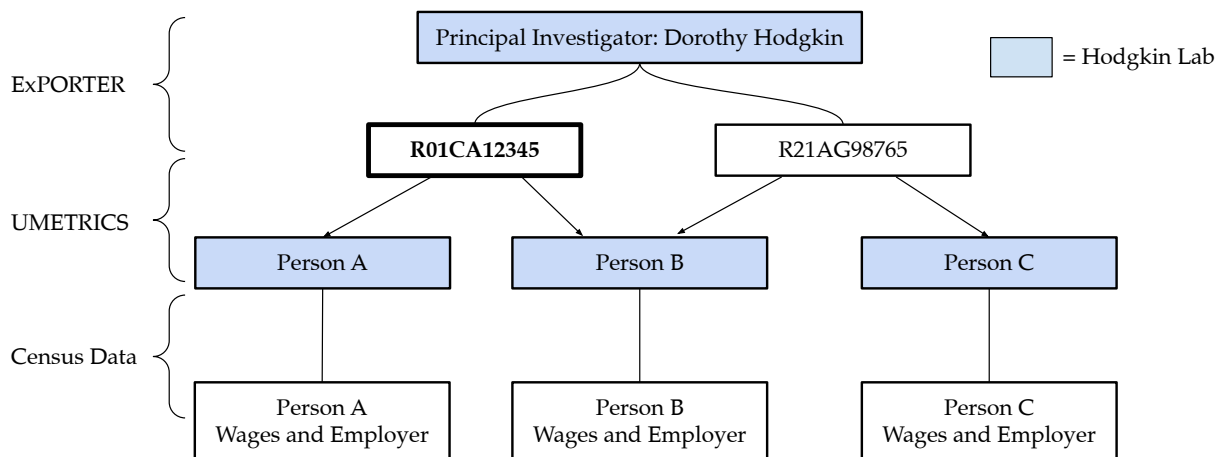 Principal Investigator: Dorothy Hodgkin
= Hodgkin Lab
ExPORTER
R01CA12345
R21AG98765
UMETRICS
Person A
Person B
Person C
Census Data
Person A
Wages and Employer
Person B
Wages and Employer
Person C
Wages and Employer